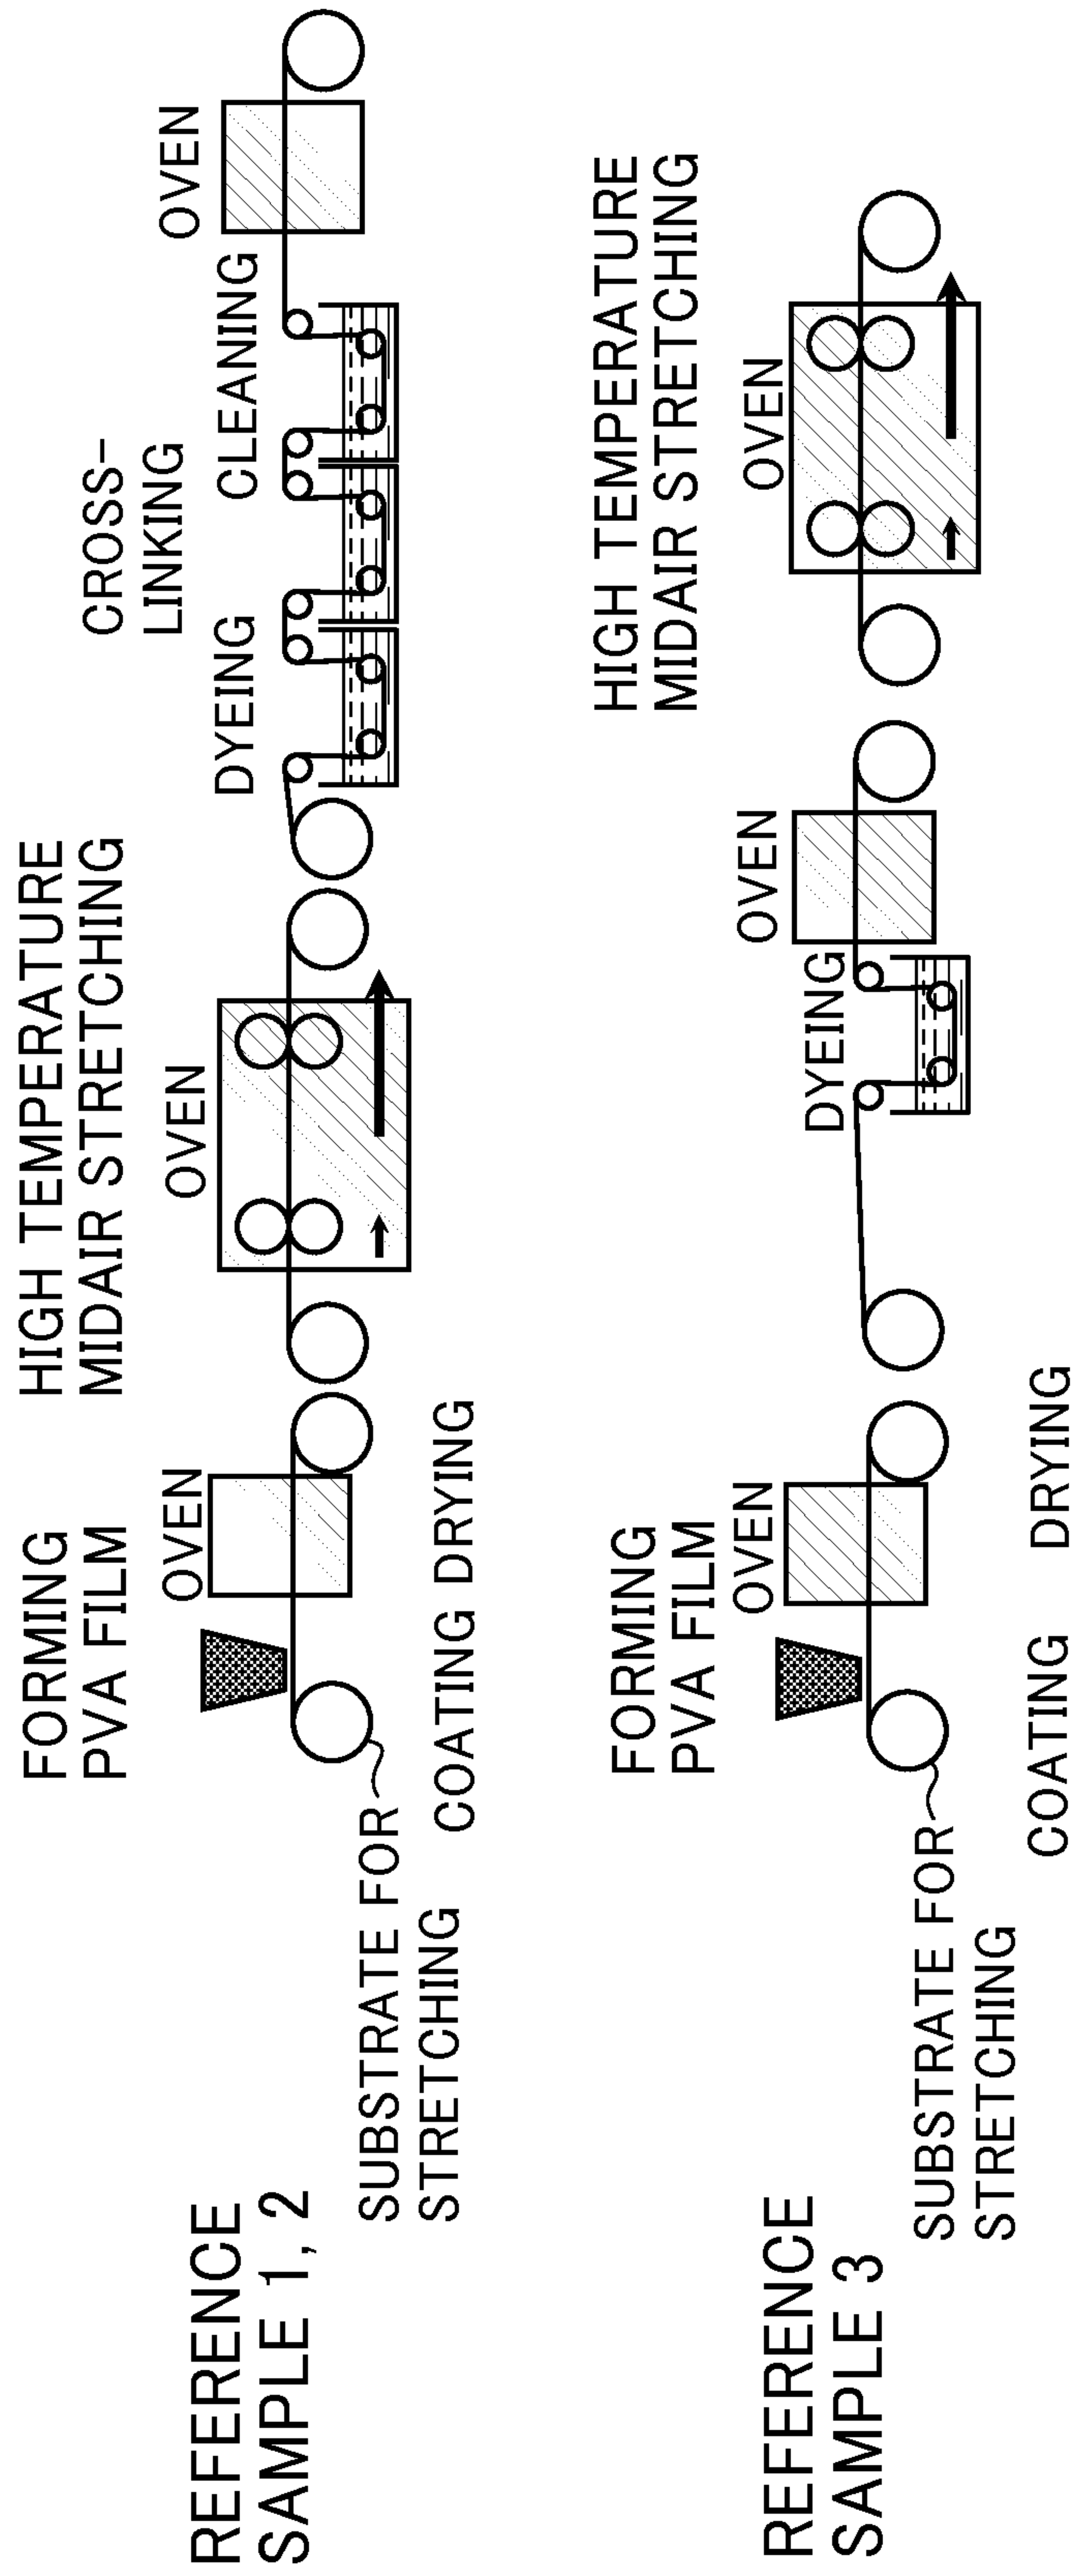 REFERENCE
SAMPLE 1, 2
FORMING
PVA FILM
OVEN
SUBSTRATE FOR
STRETCHING
COATING DRYING
HIGH TEMPERATURE
MIDAIR STRETCHING
OVEN
DYEING
CROSS-
LINKING
CLEANING
OVEN
REFERENCE
SAMPLE 3
FORMING
PVA FILM
OVEN
SUBSTRATE FOR
STRETCHING
COATING DRYING
DYEING
OVEN
HIGH TEMPERATURE
MIDAIR STRETCHING
OVEN